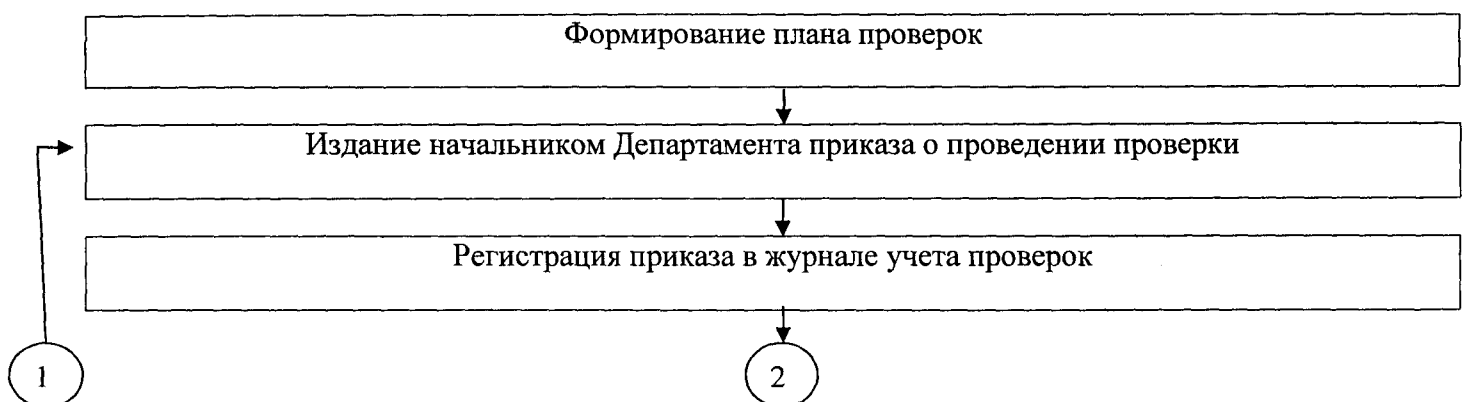 Формирование плана проверок
Издание начальником Департамента приказа о проведении проверки
Регистрация приказа в журнале учета проверок
1
2